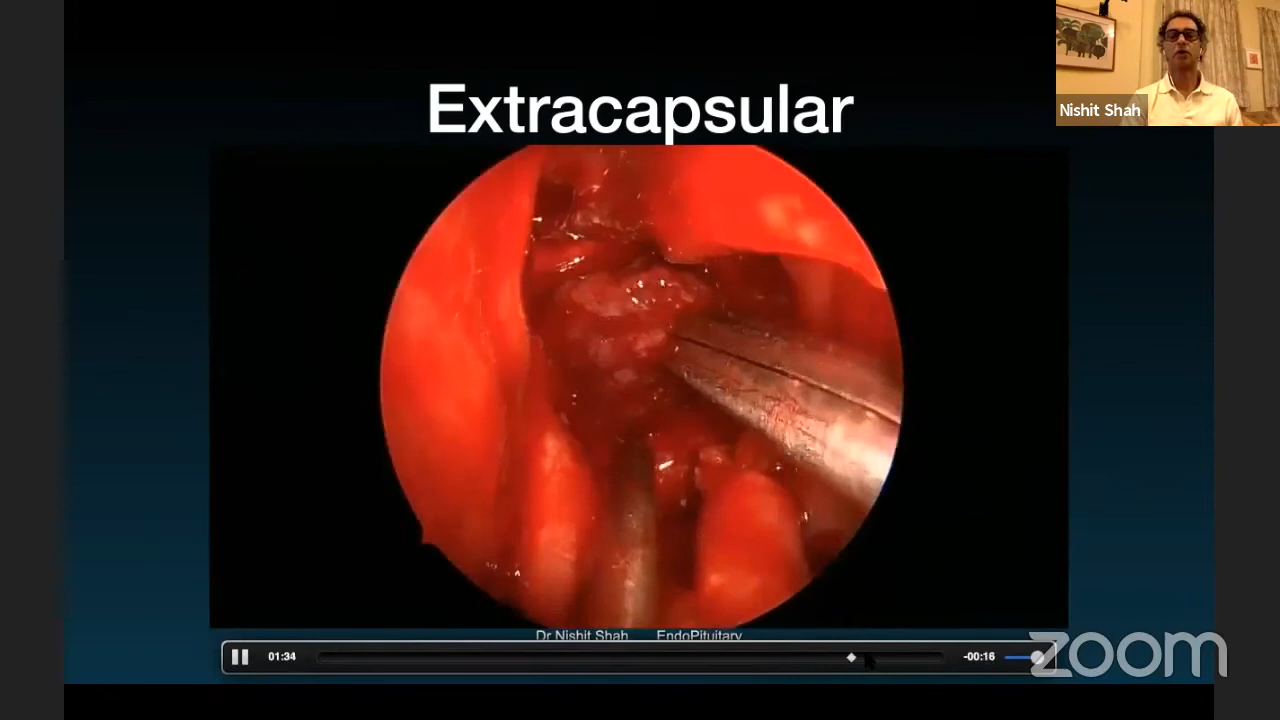 Extracapsular
Nishit Shah
Dr Nishit Shah EndoPituitary
01:34
-00:16
zoom